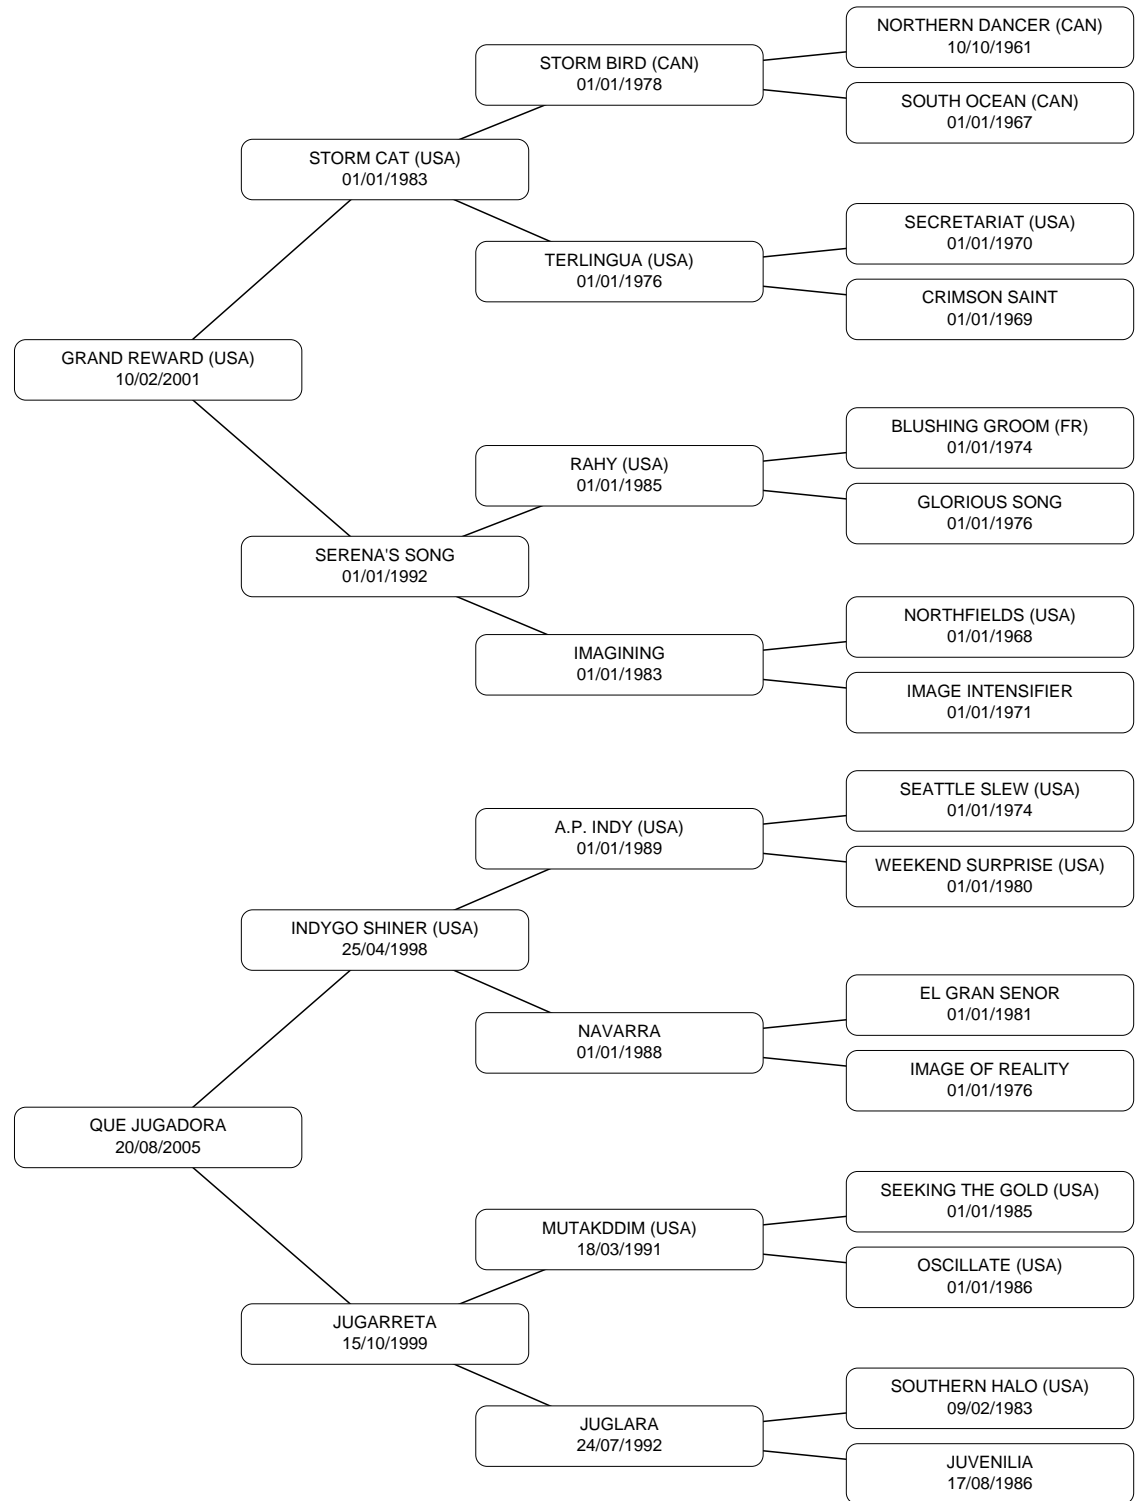 NORTHERN DANCER (CAN)
10/10/1961
STORM BIRD (CAN)
01/01/1978
SOUTH OCEAN (CAN)
01/01/1967
STORM CAT (USA)
01/01/1983
SECRETARIAT (USA)
01/01/1970
TERLINGUA (USA)
01/01/1976
CRIMSON SAINT
01/01/1969
GRAND REWARD (USA)
10/02/2001
BLUSHING GROOM (FR)
01/01/1974
RAHY (USA)
01/01/1985
GLORIOUS SONG
01/01/1976
SERENA'S SONG
01/01/1992
NORTHFIELDS (USA)
01/01/1968
IMAGINING
01/01/1983
IMAGE INTENSIFIER
01/01/1971
SEATTLE SLEW (USA)
01/01/1974
A.P. INDY (USA)
01/01/1989
WEEKEND SURPRISE (USA)
01/01/1980
INDYGO SHINER (USA)
25/04/1998
EL GRAN SENOR
01/01/1981
NAVARRA
01/01/1988
IMAGE OF REALITY
01/01/1976
QUE JUGADORA
20/08/2005
SEEKING THE GOLD (USA)
01/01/1985
MUTAKDDIM (USA)
18/03/1991
OSCILLATE (USA)
01/01/1986
JUGARRETA
15/10/1999
SOUTHERN HALO (USA)
09/02/1983
JUGLARA
24/07/1992
JUVENILIA
17/08/1986